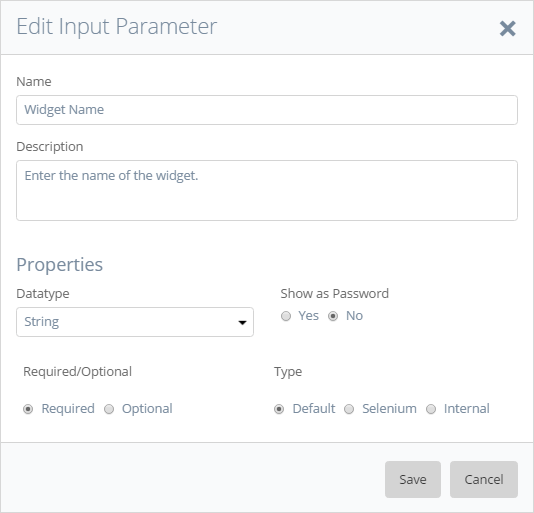 Edit Input Parameter
Name
Widget Name
Description
Enter the name of the widget.
Properties
Datatype Show as Password
String Yes No
Required/Optional Type
Required Optional Default Selenium Internal
Save Cancel